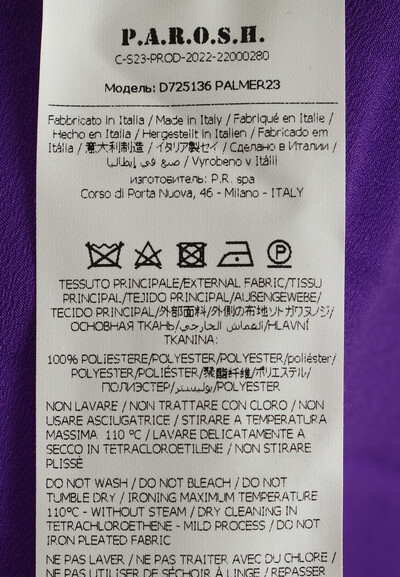 P.A.R.O.S.H.
C-S23-PROD-2022-22000280
Модель: D725136 PALMER23
Fabbricato in Italia / Made in Italy / Fabriqué en Italie /
Hecho en Italia / Hergestellt in Italien / Fabricado em
Itália / 意大利制造 / イタリア製セイ / Сделано в Италии /
صنع في إيطاليا / Vyrobeno v Itálii
изготовитель: P.R. spa
Corso di Porta Nuova, 46 - Milano - ITALY
P
TESSUTO PRINCIPALE/EXTERNAL FABRIC/TISSU
PRINCIPAL/TEJIDO PRINCIPAL/AUßENGEWEBE/
TECIDO PRINCIPAL/外部面料/外側の布地ソトガワヌノジ/
ОСНОВНАЯ ТКАНЬ/القماش الخارجي/HLAVNÍ
TKANINA:
100% POLIESTERE/POLYESTER/POLYESTER/poliéster/
POLYESTER/POLIÉSTER/聚酯纤维/ポリエステル/
ПОЛИЭСТЕР/بوليستر/POLYESTER
NON LAVARE / NON TRATTARE CON CLORO / NON
USARE ASCIUGATRICE / STIRARE A TEMPERATURA
MASSIMA 110 °C / LAVARE DELICATAMENTE A
SECCO IN TETRACLOROETILENE / NON STIRARE
PLISSÈ
DO NOT WASH / DO NOT BLEACH / DO NOT
TUMBLE DRY / IRONING MAXIMUM TEMPERATURE
110°C - WITHOUT STEAM / DRY CLEANING IN
TETRACHLOROETHENE - MILD PROCESS / DO NOT
IRON PLEATED FABRIC
NE PAS LAVER / NE PAS TRAITER AVEC DU CHLORE /
NE PAS UTILISER DE SÉCHOIR À LINGE / REPASSER